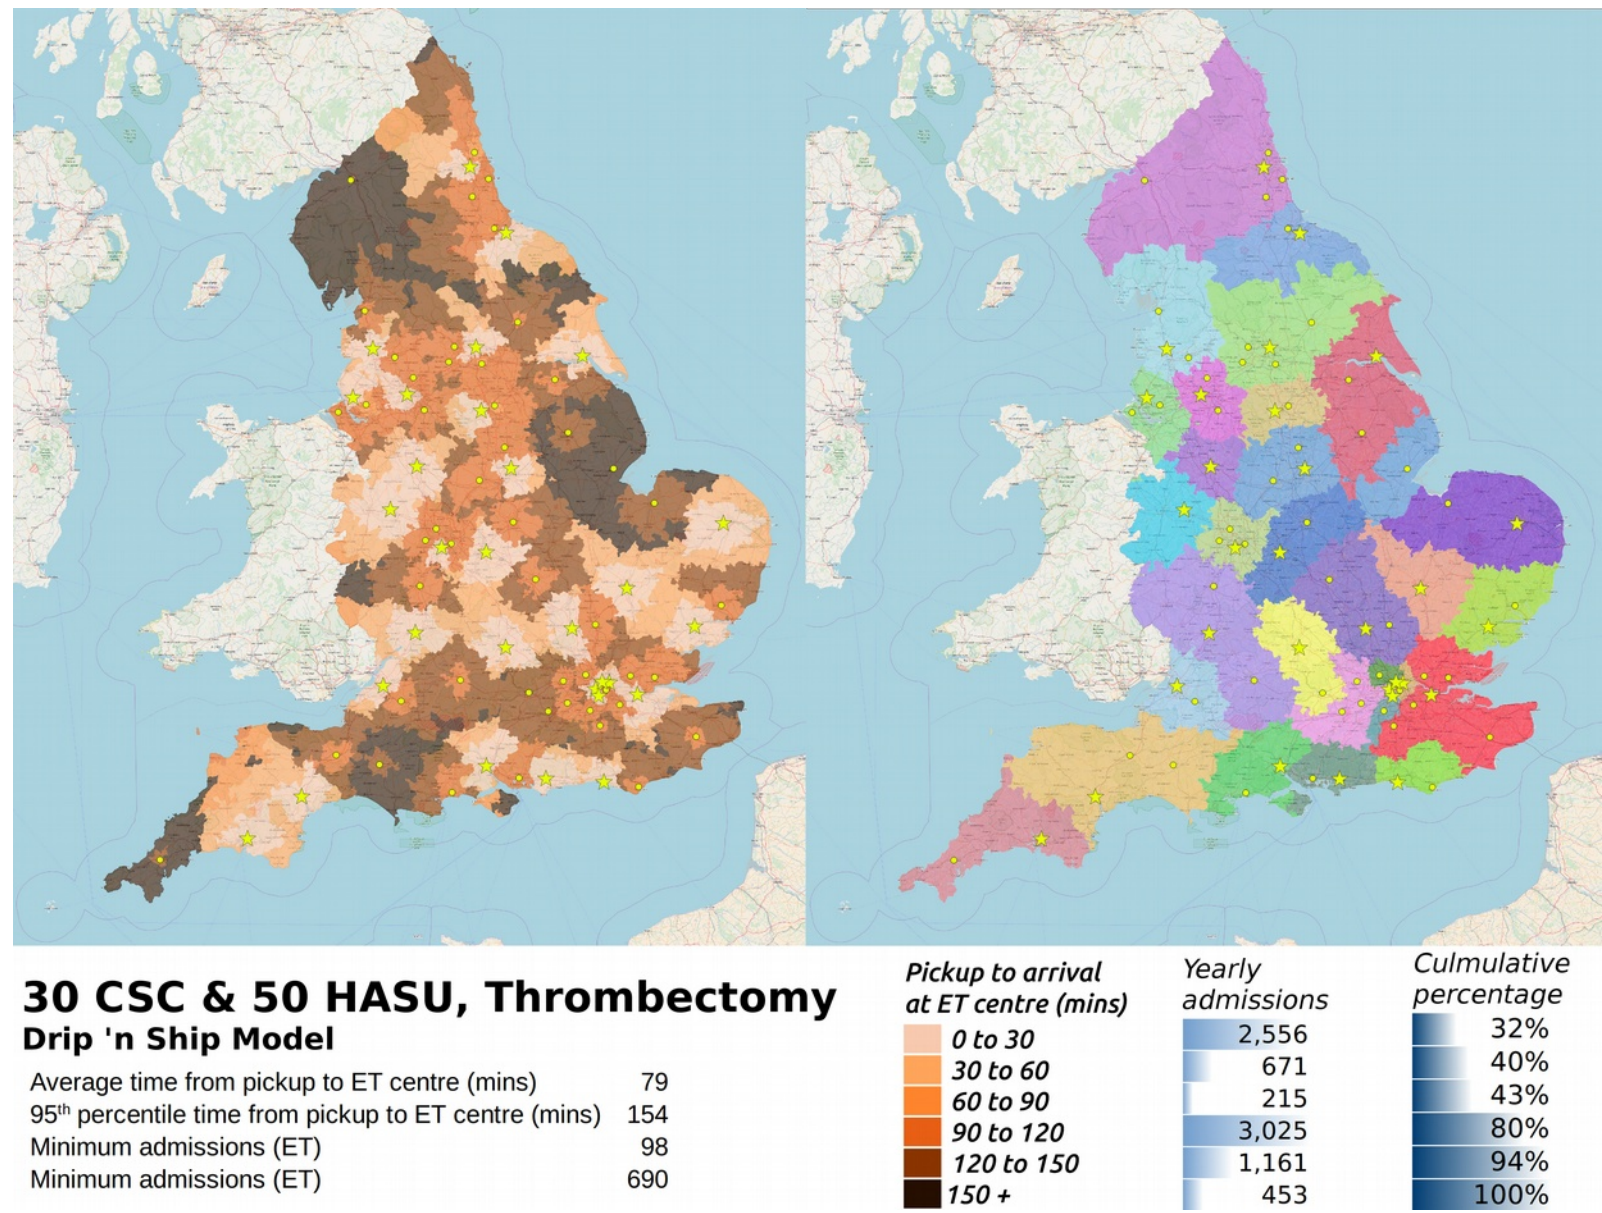 30 CSC & 50 HASU, Thrombectomy
Drip 'n Ship Model
Average time from pickup to ET centre (mins) 79
95th percentile time from pickup to ET centre (mins) 154
Minimum admissions (ET) 98
Minimum admissions (ET) 690
Pickup to arrival
at ET centre (mins)
0 to 30
30 to 60
60 to 90
90 to 120
120 to 150
150 +
Yearly
admissions
2,556
671
215
3,025
1,161
453
Culmulative
percentage
32%
40%
43%
80%
94%
100%